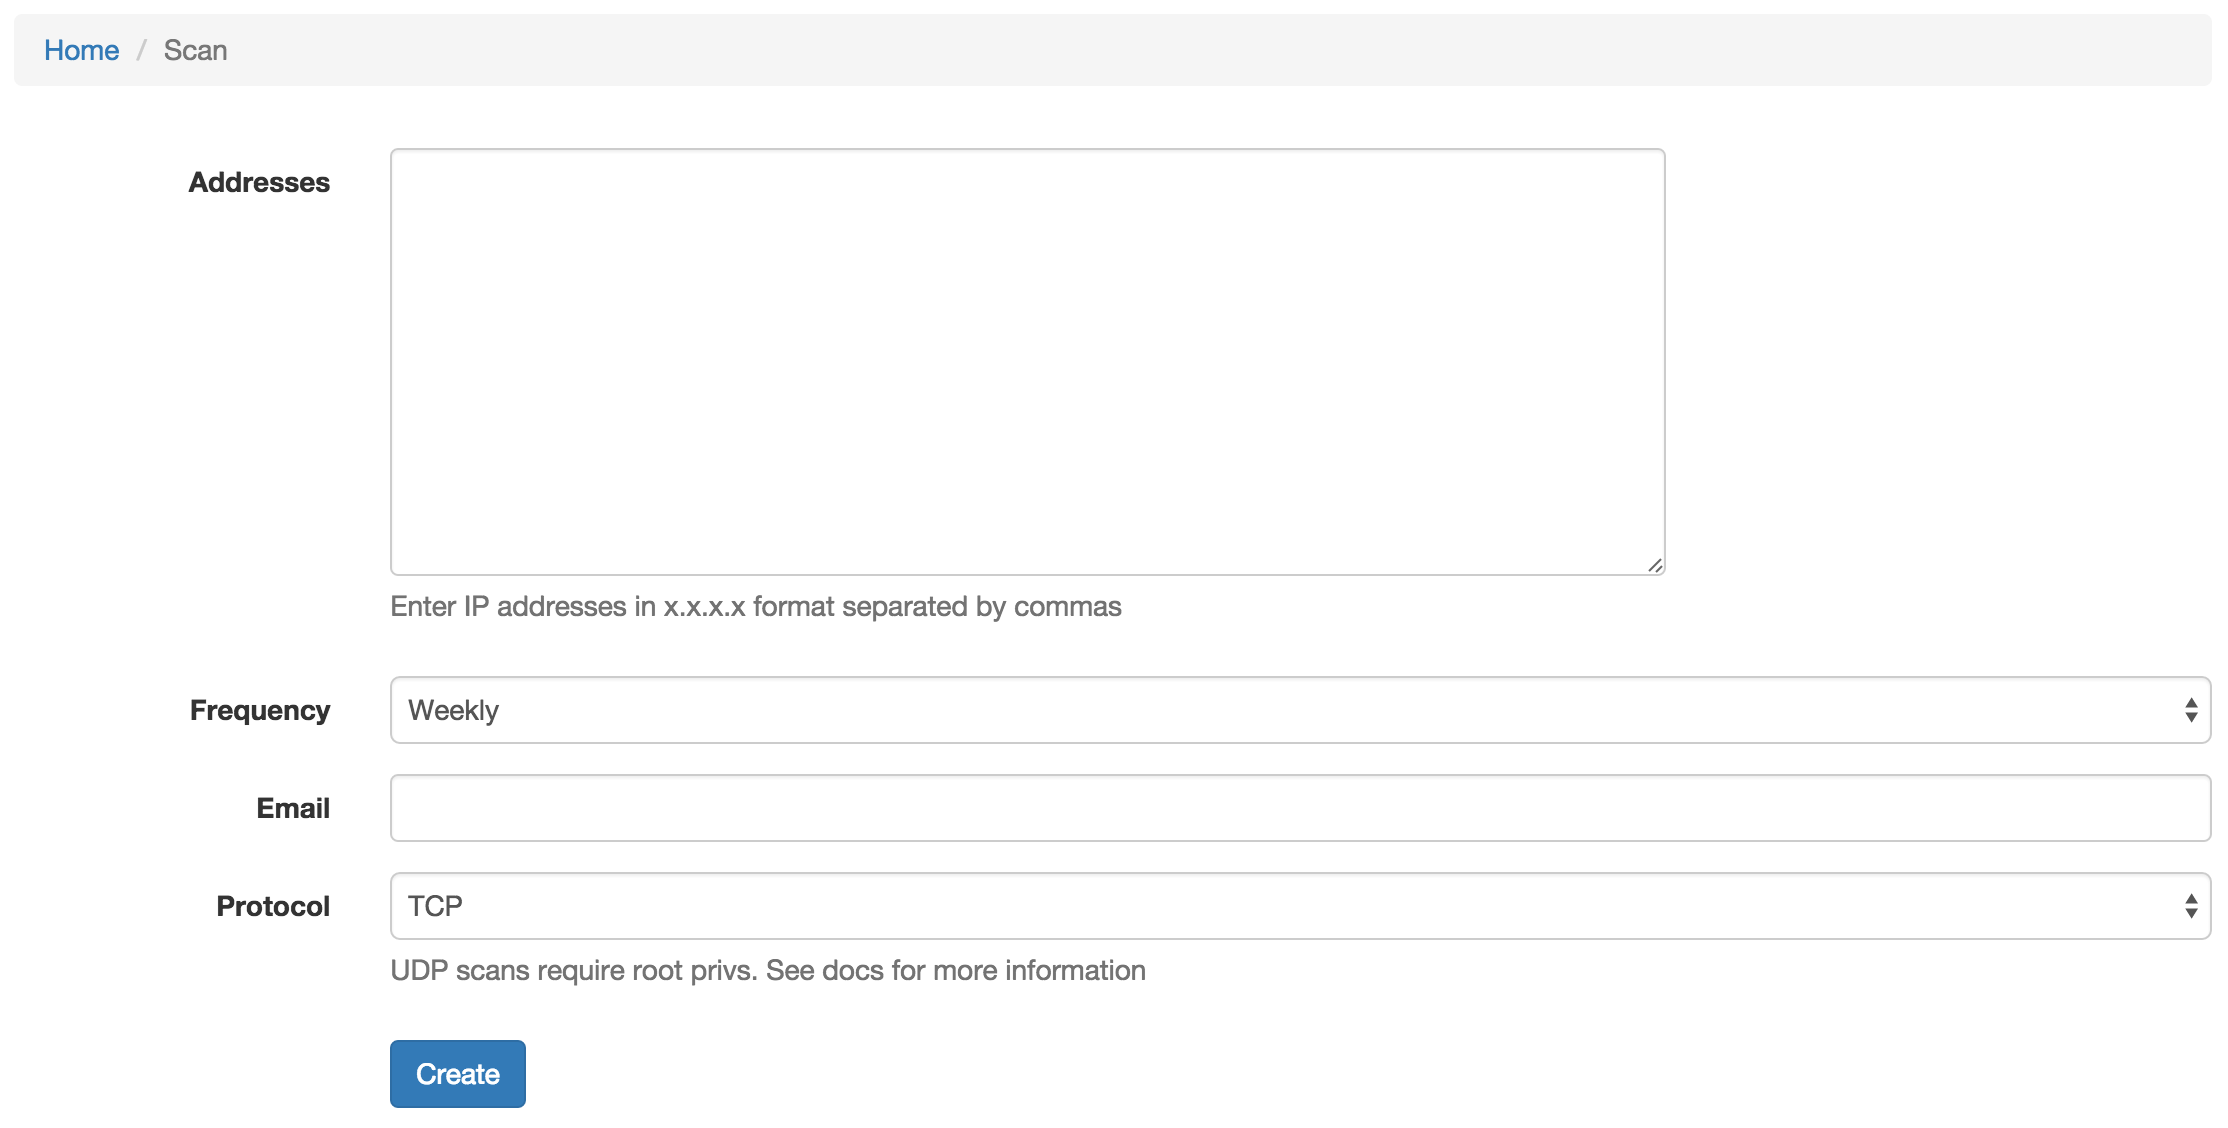 Home / Scan
Addresses
Enter IP addresses in x.x.x.x format separated by commas
Frequency Weekly
Email
Protocol TCP
UDP scans require root privs. See docs for more information
Create